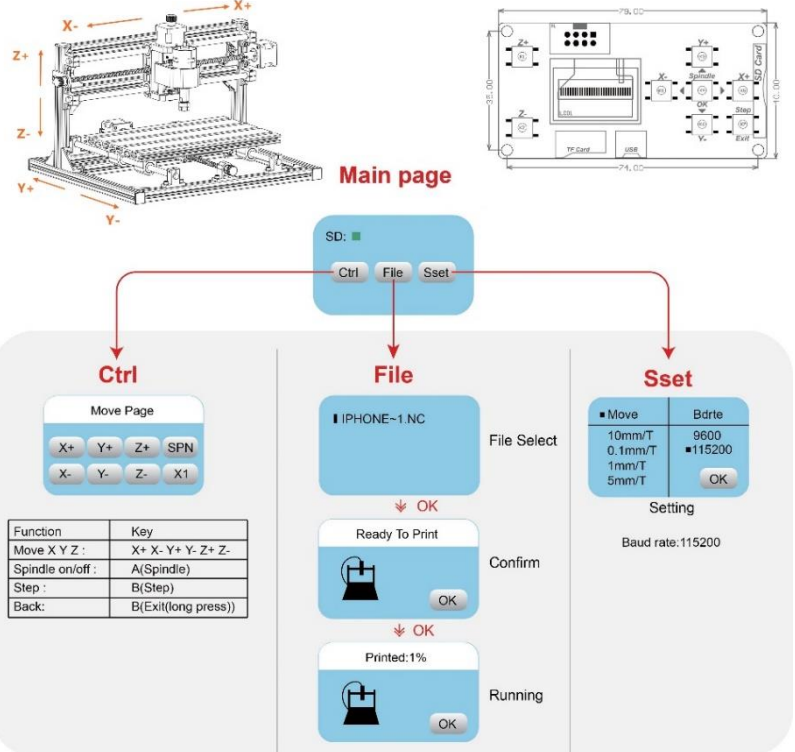 X-
X+
Z+
Z-
Y+
Y-
79.00
Z+
Y+
SD Card
X-
Spindle
X+
35.00
OK
Step
Z-
Y-
Exit
TF Card
USB
71.00
Main page
SD:
Ctrl
File
Sset
Ctrl
Move Page
X+
Y+
Z+
SPN
X-
Y-
Z-
X1
Function
Key
Move X Y Z :
X+ X- Y+ Y- Z+ Z-
Spindle on/off :
A(Spindle)
Step :
B(Step)
Back:
B(Exit(long press))
File
IPHONE~1.NC
File Select
OK
Ready To Print
Confirm
OK
OK
Printed:1%
Running
OK
Sset
Move
Bdrte
10mm/T
9600
0.1mm/T
115200
1mm/T
5mm/T
OK
Setting
Baud rate:115200